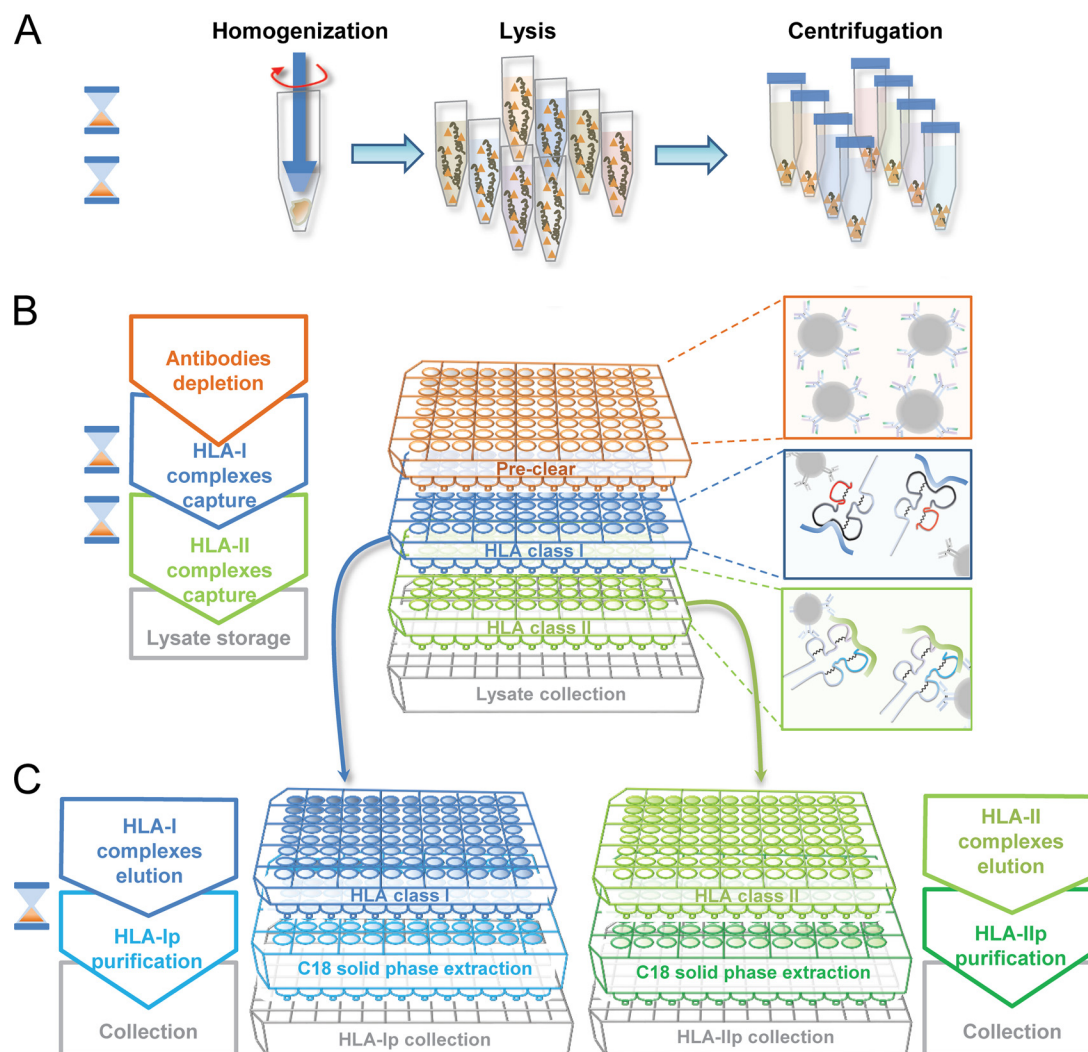 A
Homogenization
Lysis
Centrifugation
B
Antibodies
depletion
HLA-I
complexes
capture
HLA-II
complexes
capture
Lysate storage
Pre-clear
HLA class I
HLA class II
Lysate collection
C
HLA-I
complexes
elution
HLA-Ip
purification
Collection
HLA class I
C18 solid phase extraction
HLA-Ip collection
HLA class II
C18 solid phase extraction
HLA-IIp collection
HLA-II
complexes
elution
HLA-IIp
purification
Collection